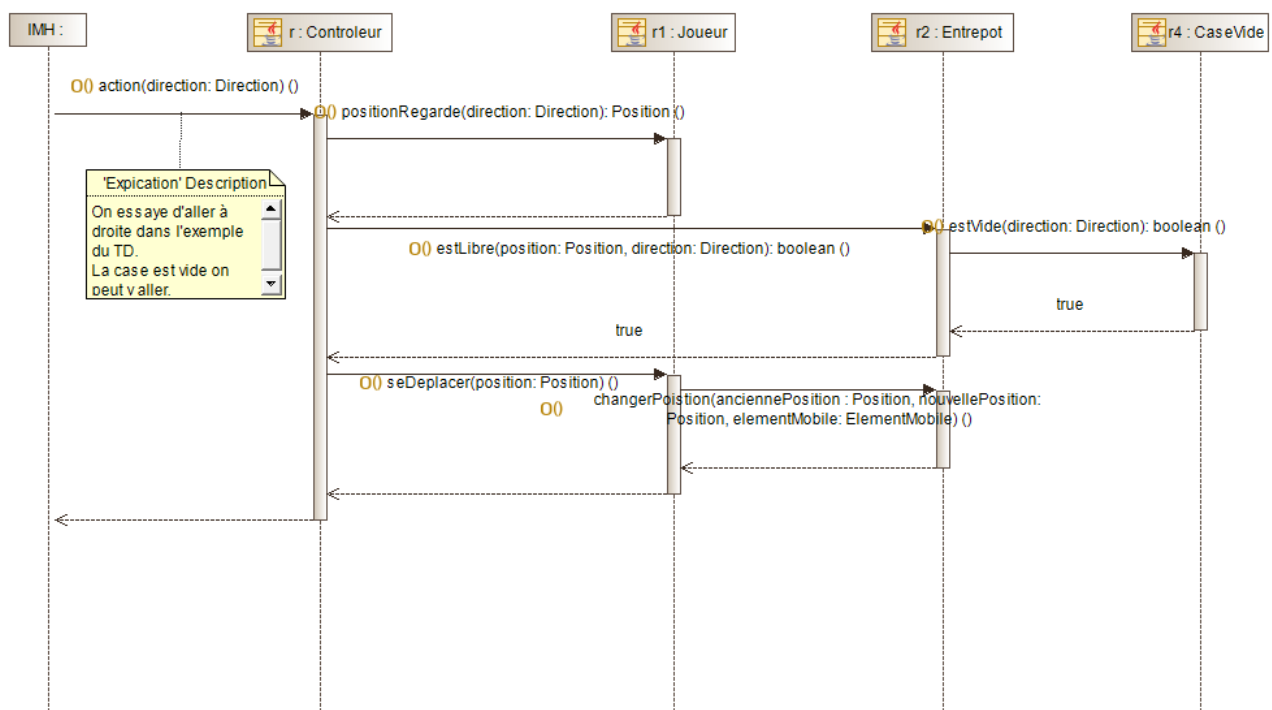 IMH :
r : Controleur
r1 : Joueur
r2 : Entrepot
r4 : CaseVide
O() action(direction: Direction) ()
O() positionRegarde(direction: Direction): Position ()
'Expication' Description
On essaye d'aller à
droite dans l'exemple
du TD.
La case est vide on
peut y aller.
O() estVide(direction: Direction): boolean ()
O() estLibre(position: Position, direction: Direction): boolean ()
true
true
O() seDeplacer(position: Position) ()
O()
changerPoistion(anciennePosition : Position, nouvellePosition:
Position, elementMobile: ElementMobile) ()